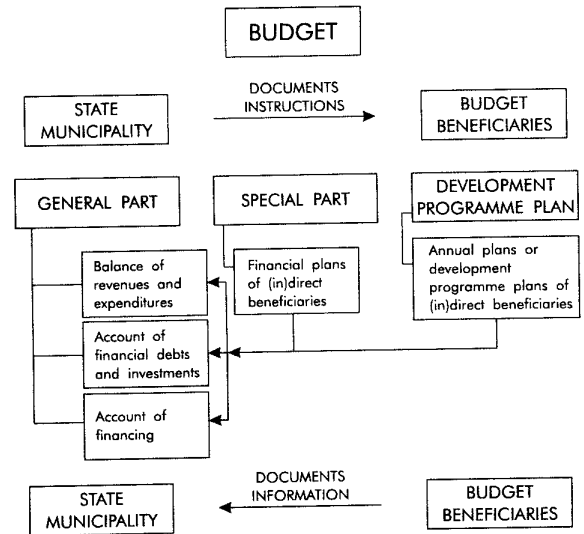 BUDGET
DOCUMENTS
INSTRUCTIONS
STATE
MUNICIPALITY
BUDGET
BENEFICIARIES
GENERAL PART
SPECIAL PART
DEVELOPMENT
PROGRAMME PLAN
Balance of
revenues and
expenditures
Financial plans
of (in)direct
beneficiaries
Annual plans or
development
programme plans of
(in)direct beneficiaries
Account of
financial debts
and investments
Account of
financing
STATE
MUNICIPALITY
DOCUMENTS
INFORMATION
BUDGET
BENEFICIARIES